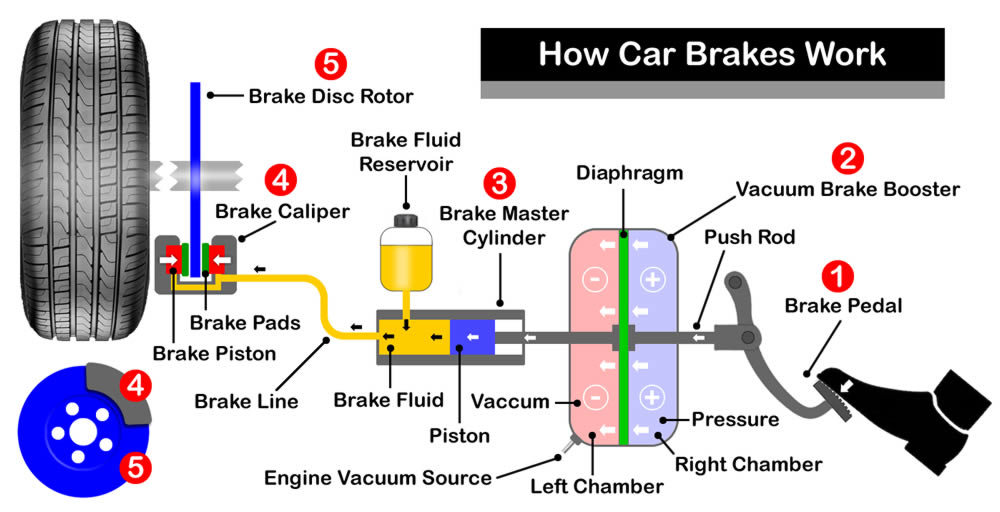 How Car Brakes Work
5
Brake Disc Rotor
Brake Fluid
Reservoir
4
Brake Caliper
3
Brake Master
Cylinder
Diaphragm
2
Vacuum Brake Booster
Push Rod
1
Brake Pedal
Brake Pads
Brake Piston
Brake Line
Brake Fluid
Piston
Vaccum
Pressure
Engine Vacuum Source
Left Chamber
Right Chamber
-
+
-
+
4
5